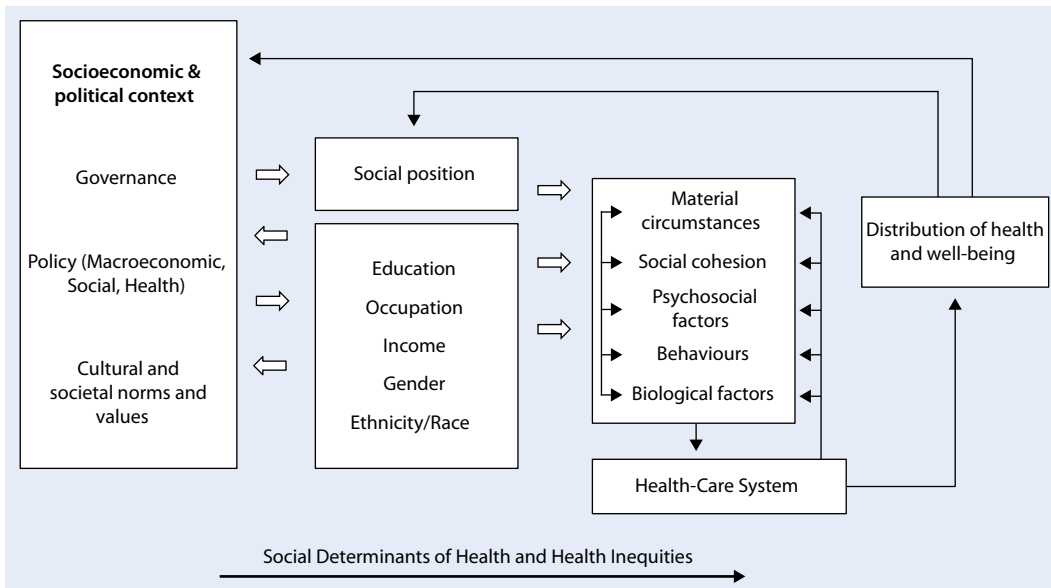 Socioeconomic &
political context
Governance
Policy (Macroeconomic,
Social, Health)
Cultural and
societal norms and
values
Social position
Education
Occupation
Income
Gender
Ethnicity/Race
Material
circumstances
Social cohesion
Psychosocial
factors
Behaviours
Biological factors
Health-Care System
Distribution of health
and well-being
Social Determinants of Health and Health Inequities